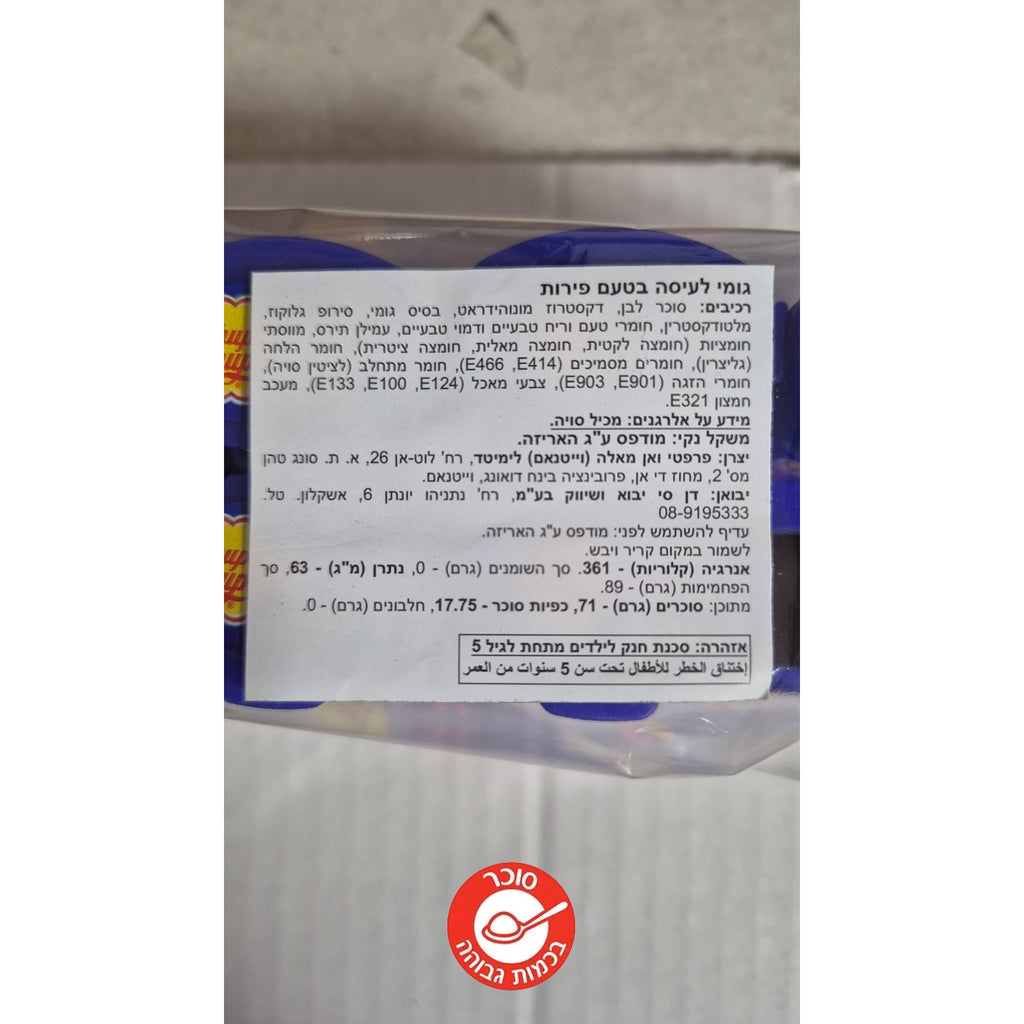 גומי לעיסה בטעם פירות
רכיבים: סוכר לבן, דקסטרוז מונוהידראט, בסיס גומי, סירופ גלוקוז,
מלטודקסטרין, חומרי טעם וריח טבעיים ודמוי טבעיים, עמילן תירס, מווסתי
חומציות (חומצה לקטית, חומצה מאלית, חומצה ציטרית), חומר הלחה
(גליצרין), חומרים מסמיכים (E466 ,E414), חומר מתחלב (לציטין סויה),
חומרי הזגה (E903 ,E901), צבעי מאכל (E133 ,E100 ,E124), מעכב
חמצון E321.
מידע על אלרגנים: מכיל סויה.
משקל נקי: מודפס ע"ג האריזה.
יצרן: פרפטי ואן מאלה (וייטנאם) לימיטד, רח' לוט-אן 26, א. ת. סונג טהן
מס' 2, מחוז די אן, פרובינציה בינח דואונג, וייטנאם.
יבואן: דן סי יבוא ושיווק בע"מ, רח' נתניהו יונתן 6, אשקלון. טל.
08-9195333
עדיף להשתמש לפני: מודפס ע"ג האריזה.
לשמור במקום קריר ויבש.
אנרגיה (קלוריות) - 361. סך השומנים (גרם) - 0, נתרן (מ"ג) - 63, סך
הפחמימות (גרם) - 89.
מתוכן: סוכרים (גרם) - 71, כפיות סוכר - 17.75, חלבונים (גרם) - 0.
אזהרה: סכנת חנק לילדים מתחת לגיל 5
إختناق الخطر للأطفال تحت سن 5 سنوات من العمر
סוכר
בכמות גבוהה